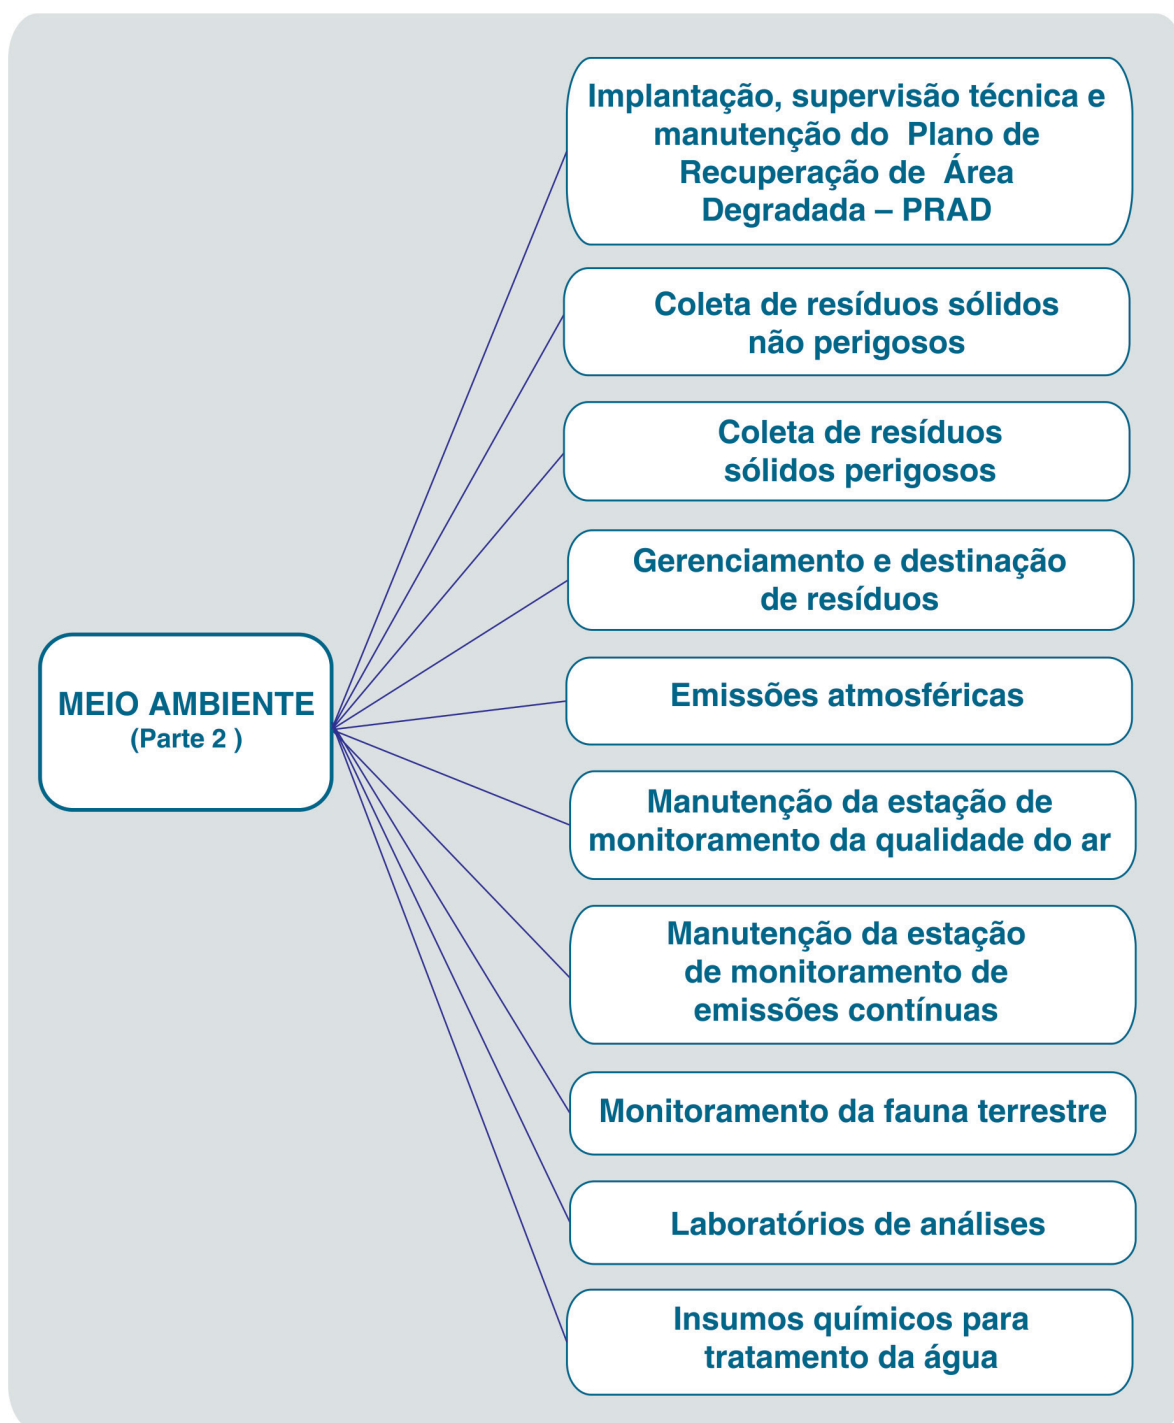 Implantação, supervisão técnica e
manutenção do Plano de
Recuperação de Área
Degradada – PRAD
Coleta de resíduos sólidos
não perigosos
Coleta de resíduos
sólidos perigosos
Gerenciamento e destinação
de resíduos
MEIO AMBIENTE
(Parte 2 )
Emissões atmosféricas
Manutenção da estação de
monitoramento da qualidade do ar
Manutenção da estação
de monitoramento de
emissões contínuas
Monitoramento da fauna terrestre
Laboratórios de análises
Insumos químicos para
tratamento da água